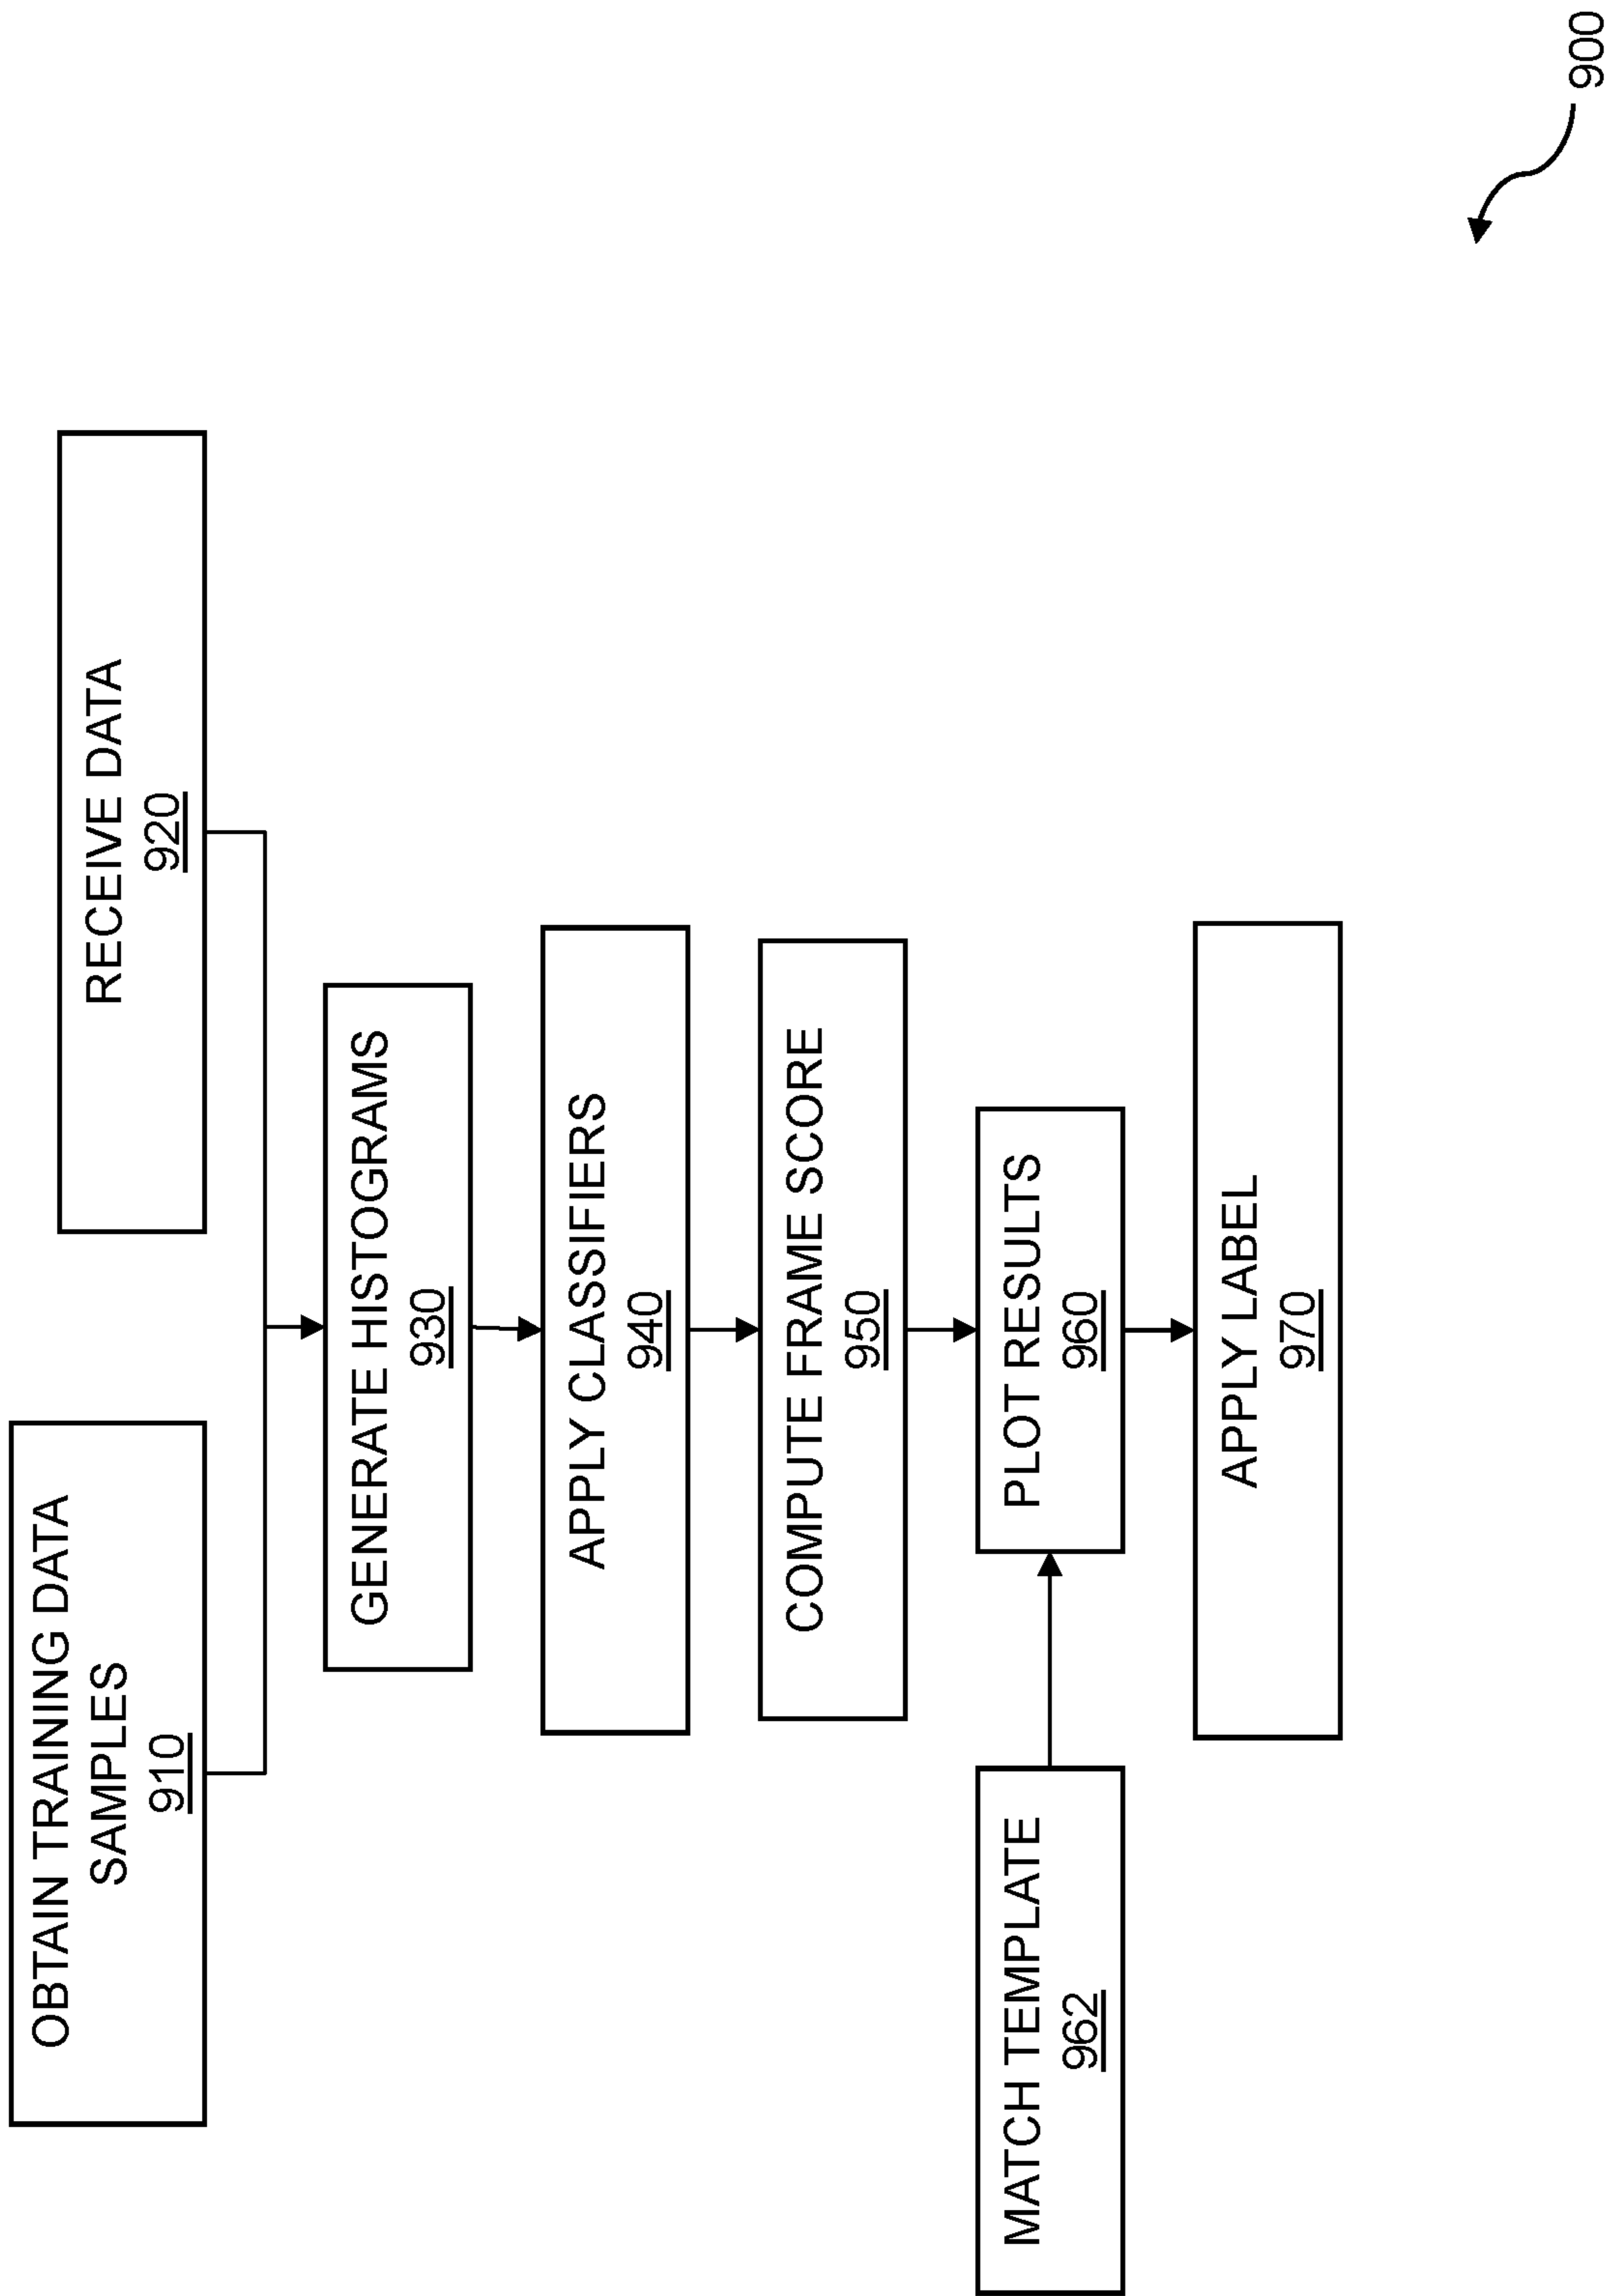 OBTAIN TRAINING DATA
SAMPLES
910
RECEIVE DATA
920
GENERATE HISTOGRAMS
930
APPLY CLASSIFIERS
940
COMPUTE FRAME SCORE
950
MATCH TEMPLATE
962
PLOT RESULTS
960
APPLY LABEL
970
900